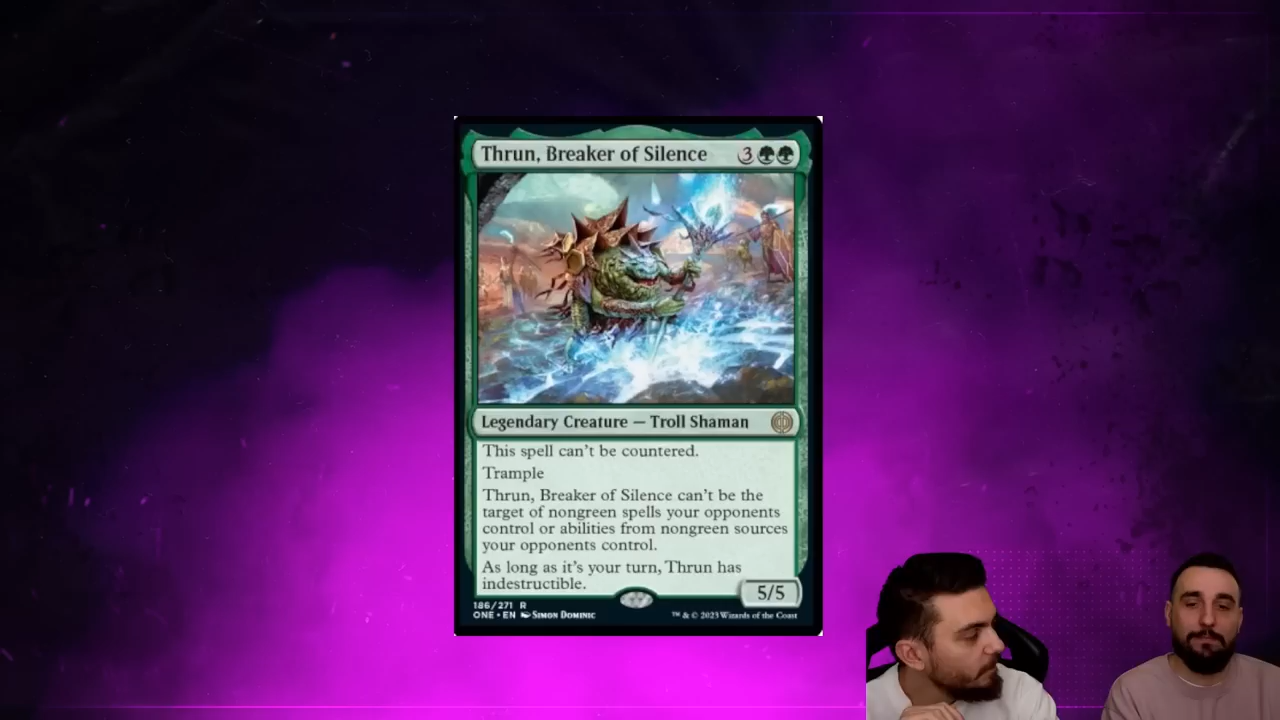 Thrun, Breaker of Silence 3
Legendary Creature — Troll Shaman
This spell can't be countered.
Trample
Thrun, Breaker of Silence can't be the
target of nongreen spells your opponents
control or abilities from nongreen sources
your opponents control.
As long as it's your turn, Thrun has
indestructible.
5/5
186/271 R
ONE • EN Simon Dominic
™ & © 2023 Wizards of the Coast